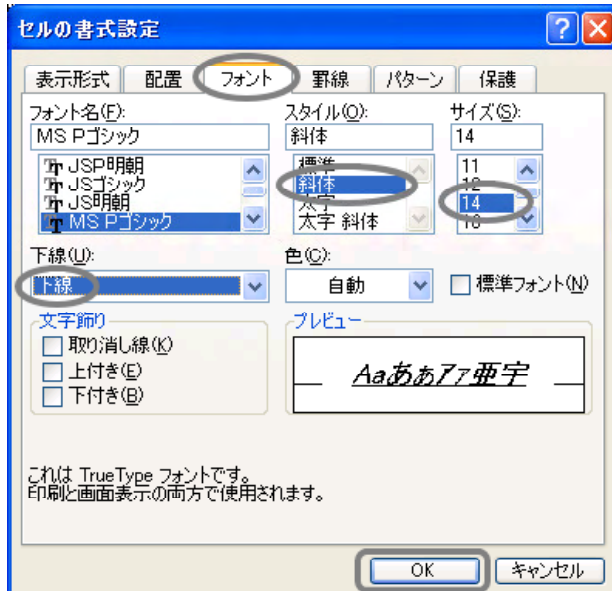 セルの書式設定
表示形式 配置 フォント 罫線 パターン 保護
フォント名(F): スタイル(O): サイズ(S):
MS Pゴシック 斜体 14
JSP明朝 標準 11
JSゴシック 斜体 12
JS明朝 太字 14
MS Pゴシック 太字 斜体 16
下線(U): 色(C):
下線 自動 標準フォント(N)
文字飾り プレビュー
取り消し線(K)
上付き(E) Aaあぁアァ亜宇
下付き(B)
これは TrueType フォントです。
印刷と画面表示の両方で使用されます。
OK キャンセル